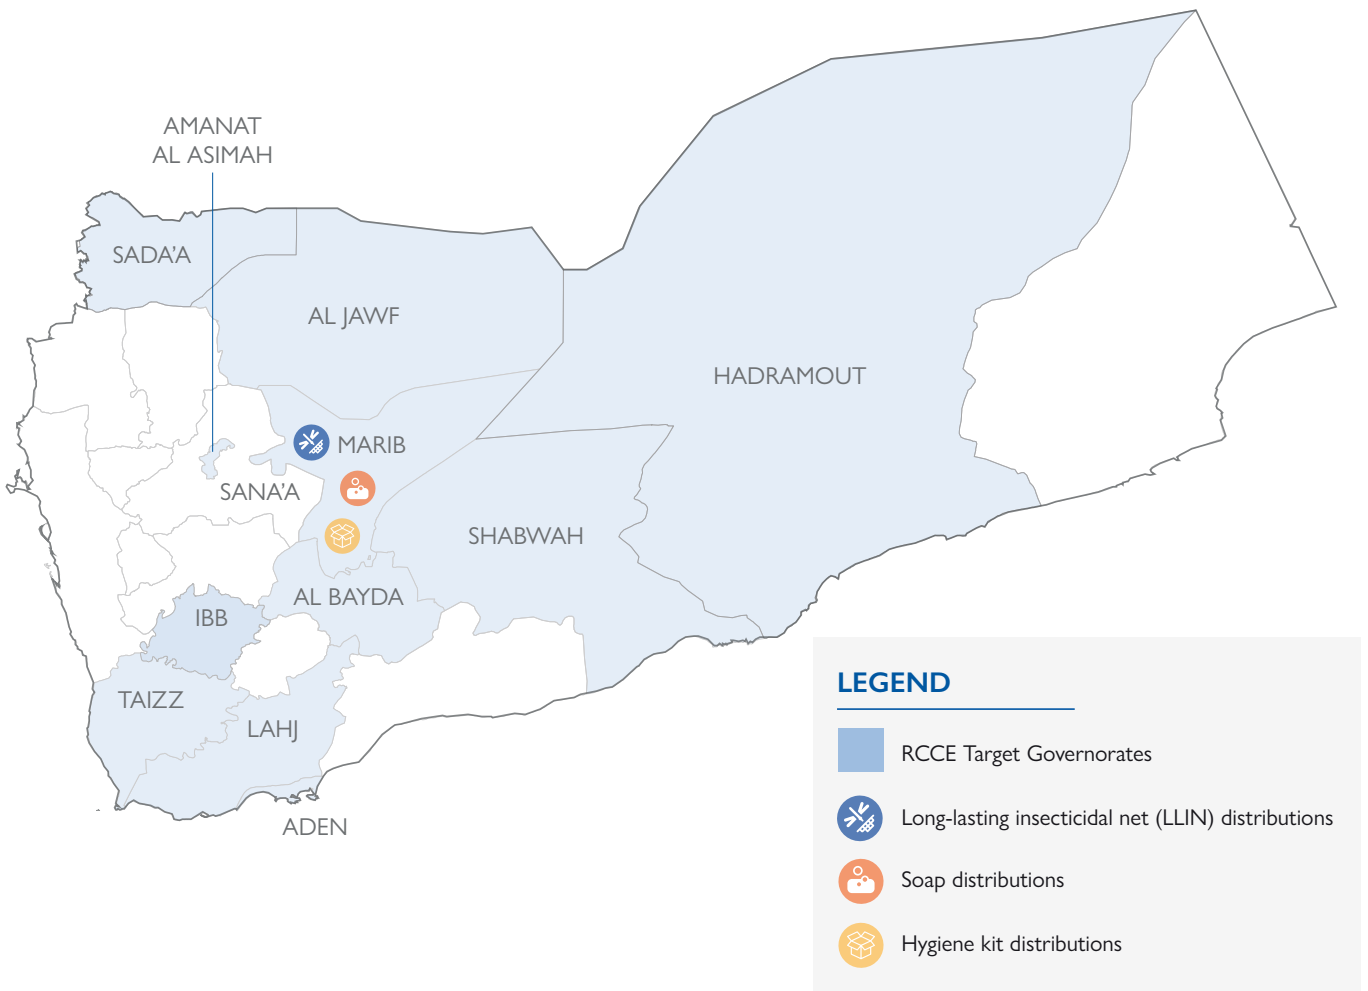 AMANAT
AL ASIMAH
SADA'A
AL JAWF
HADRAMOUT
MARIB
SANA'A
SHABWAH
AL BAYDA
IBB
TAIZZ
LAHJ
ADEN
LEGEND
RCCE Target Governorates
Long-lasting insecticidal net (LLIN) distributions
Soap distributions
Hygiene kit distributions